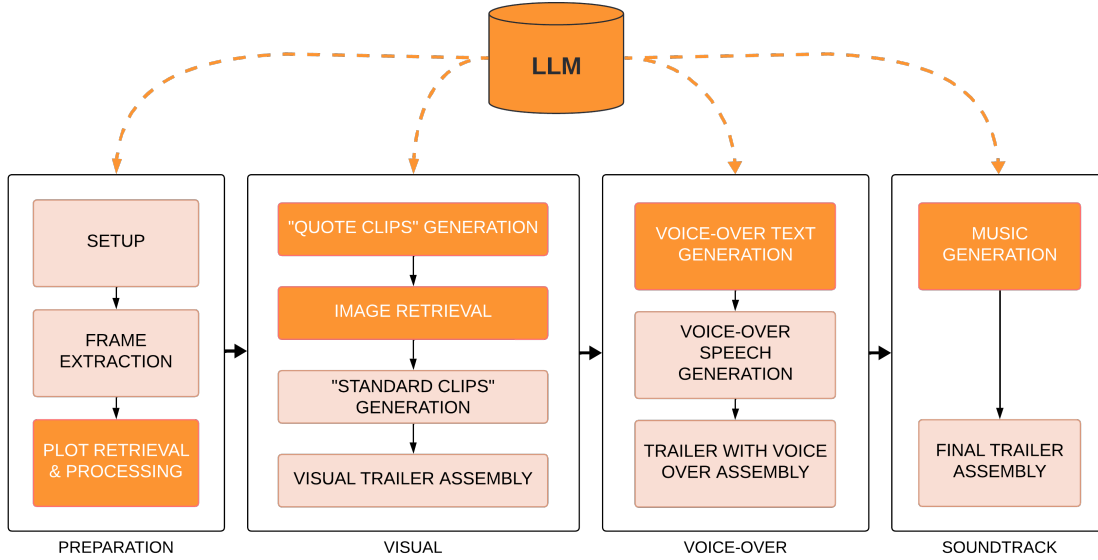 LLM
SETUP
FRAME
EXTRACTION
PLOT RETRIEVAL
& PROCESSING
PREPARATION
"QUOTE CLIPS" GENERATION
IMAGE RETRIEVAL
"STANDARD CLIPS"
GENERATION
VISUAL TRAILER ASSEMBLY
VISUAL
VOICE-OVER TEXT
GENERATION
VOICE-OVER
SPEECH
GENERATION
TRAILER WITH VOICE
OVER ASSEMBLY
VOICE-OVER
MUSIC
GENERATION
FINAL TRAILER
ASSEMBLY
SOUNDTRACK